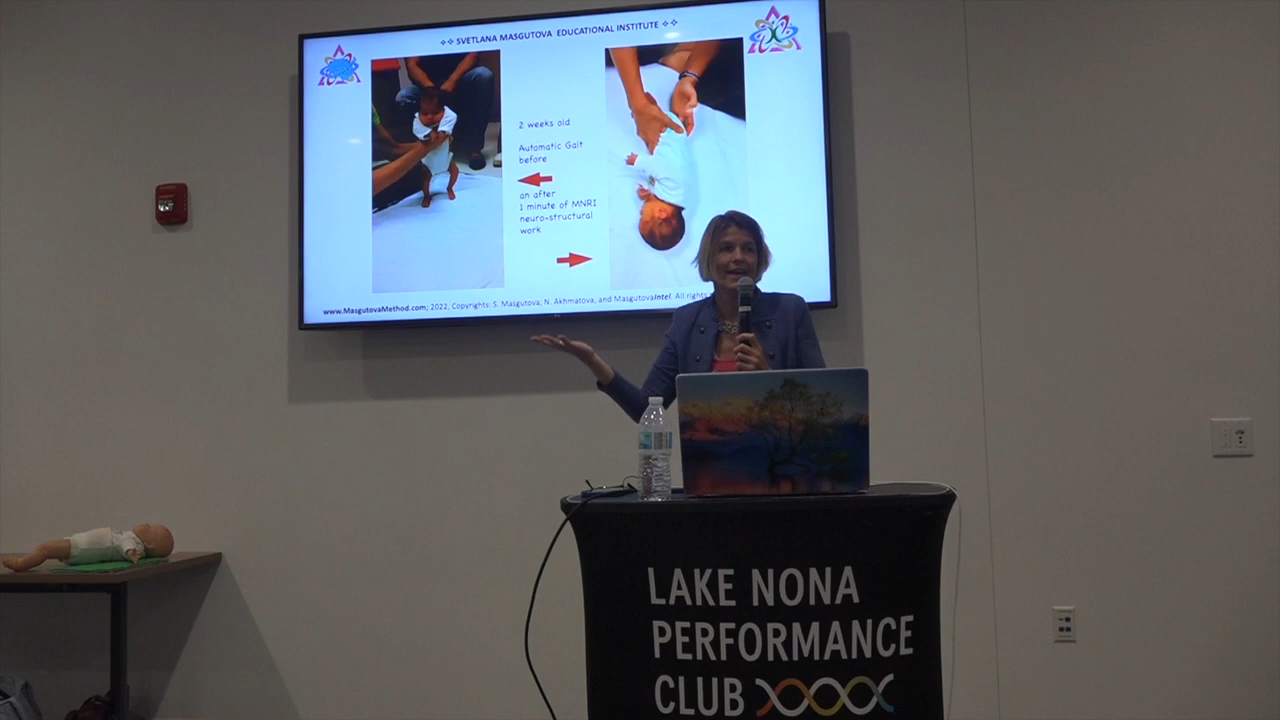 ✧✧ SVETLANA MASGUTOVA EDUCATIONAL INSTITUTE ✧✧
2 weeks old
Automatic Gait
before
an after
1 minute of MNRI
neuro-structural
work
www.MasgutovaMethod.com; 2022, Copyrights: S. Masgutova, N. Akhmatova, and MasgutovaIntel. All rights
LAKE NONA
PERFORMANCE
CLUB